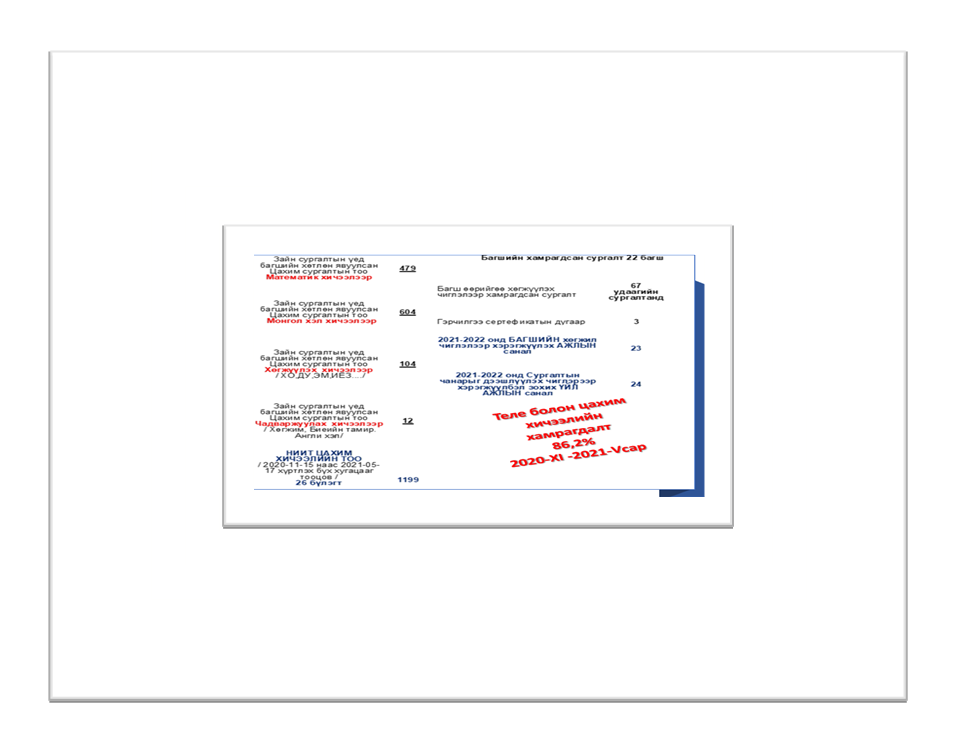 Зайн сургалтын үед
багшийн хөтлөн явуулсан
Цахим сургалтын тоо
Математик хичээлээр
479
Зайн сургалтын үед
багшийн хөтлөн явуулсан
Цахим сургалтын тоо
Монгол хэл хичээлээр
604
Зайн сургалтын үед
багшийн хөтлөн явуулсан
Цахим сургалтын тоо
Хөгжүүлэх хичээлээр
/ ХО,ДУ,ЭМ,ИЕЗ..../
104
Зайн сургалтын үед
багшийн хөтлөн явуулсан
Цахим сургалтын тоо
Чадваржуулах хичээлээр
/ Хөгжим, Биеийн тамир.
Англи хэл/
12
НИЙТ ЦАХИМ
ХИЧЭЭЛИЙН ТОО
/ 2020-11-15 наас 2021-05-
17 хүртлэх бүх хугацааг
тооцов /
26 бүлэгт
1199
Багшийн хамрагдсан сургалт 22 багш
Багш өөрийгөө хөгжүүлэх
чиглэлээр хамрагдсан сургалт
67
удаагийн
сургалтанд
Гэрчилгээ сертефикатын дугаар
3
2021-2022 онд БАГШИЙН хөгжил
чиглэлээр хэрэгжүүлэх АЖЛЫН
санал
23
2021-2022 онд Сургалтын
чанарыг дээшлүүлэх чиглэрээр
хэрэгжүүлбэл зохих ҮЙЛ
АЖЛЫН санал
24
Теле болон цахим
хичээлийн
хамрагдалт
86,2%
2020-XI -2021-Vсар